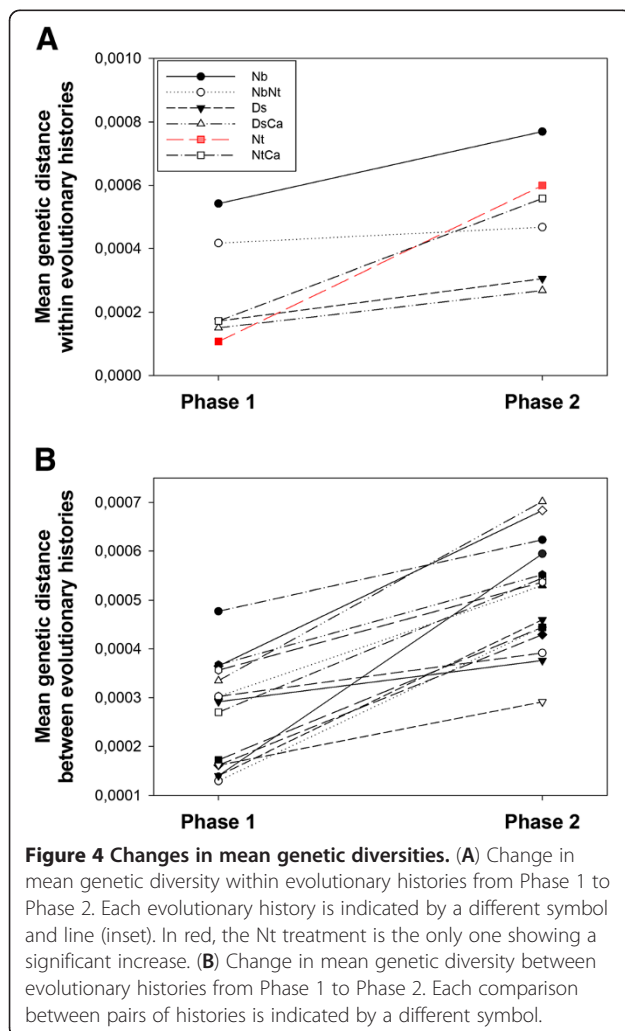 A
Mean genetic distance
within evolutionary histories
0,0010
0,0008
0,0006
0,0004
0,0002
0,0000
Nb
NbNt
Ds
DsCa
Nt
NtCa
Phase 1
Phase 2
B
Mean genetic distance
between evolutionary histories
0,0007
0,0006
0,0005
0,0004
0,0003
0,0002
0,0001
Phase 1
Phase 2
Figure 4 Changes in mean genetic diversities. (A) Change in
mean genetic diversity within evolutionary histories from Phase 1 to
Phase 2. Each evolutionary history is indicated by a different symbol
and line (inset). In red, the Nt treatment is the only one showing a
significant increase. (B) Change in mean genetic diversity between
evolutionary histories from Phase 1 to Phase 2. Each comparison
between pairs of histories is indicated by a different symbol.